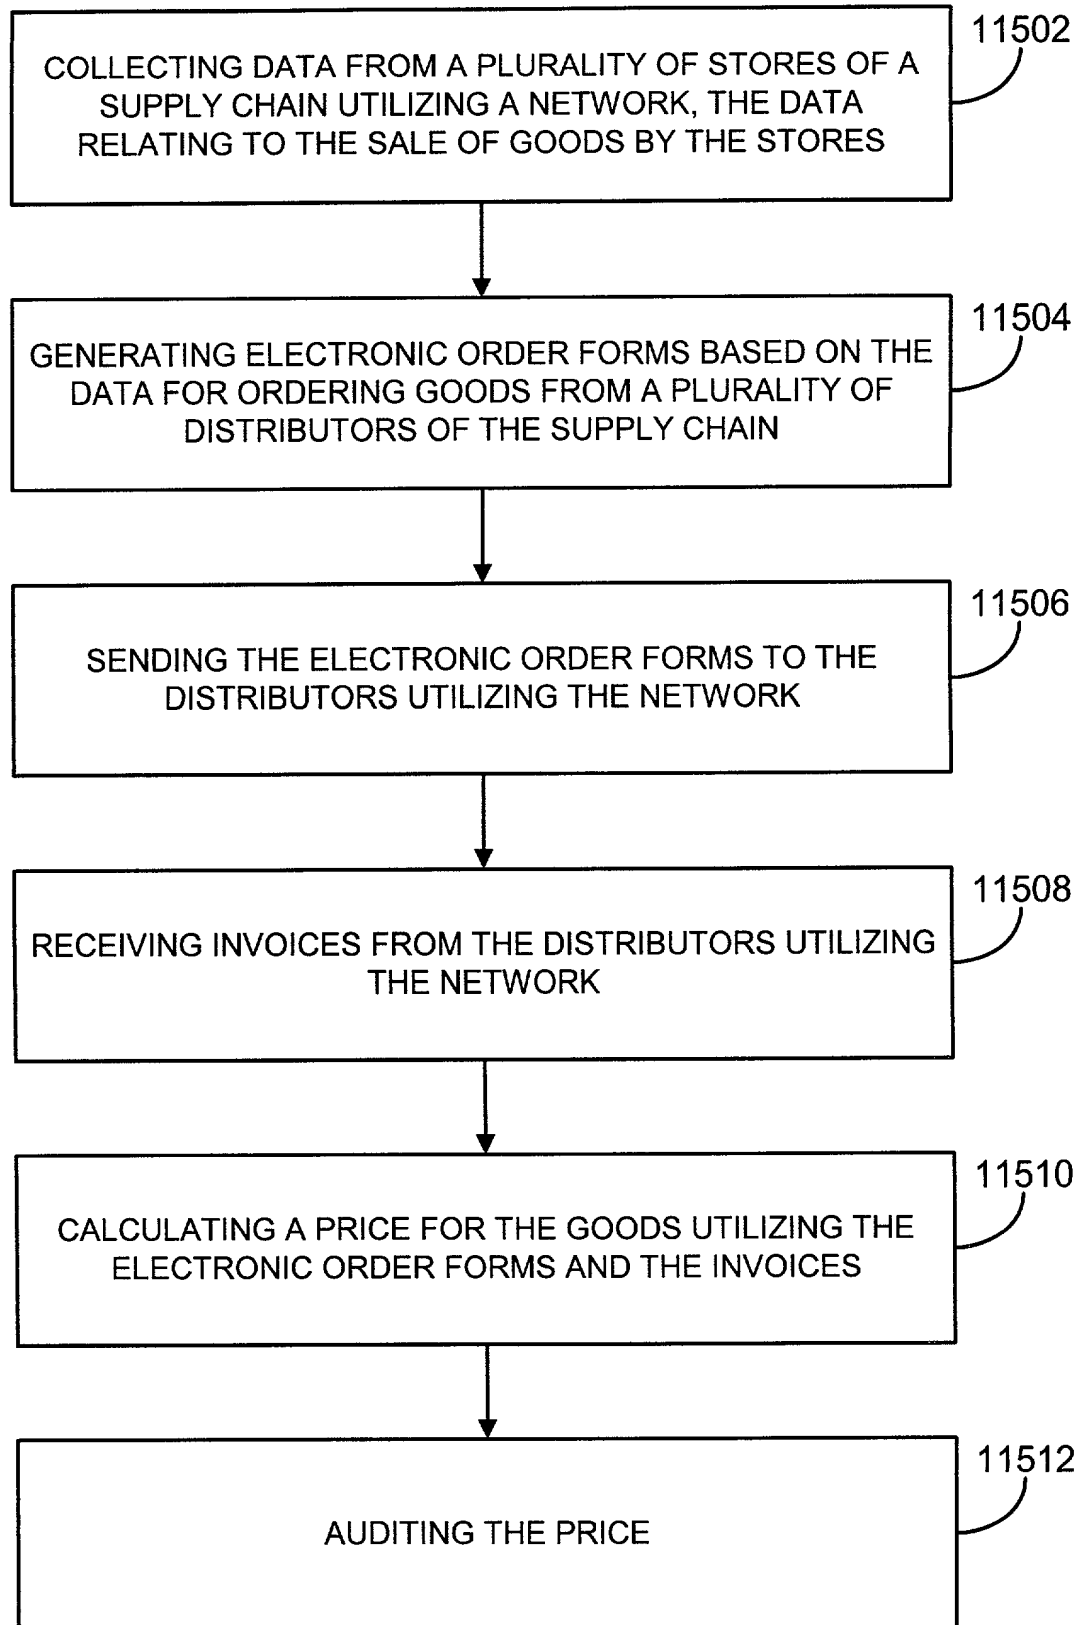 11502
COLLECTING DATA FROM A PLURALITY OF STORES OF A
SUPPLY CHAIN UTILIZING A NETWORK, THE DATA
RELATING TO THE SALE OF GOODS BY THE STORES
11504
GENERATING ELECTRONIC ORDER FORMS BASED ON THE
DATA FOR ORDERING GOODS FROM A PLURALITY OF
DISTRIBUTORS OF THE SUPPLY CHAIN
11506
SENDING THE ELECTRONIC ORDER FORMS TO THE
DISTRIBUTORS UTILIZING THE NETWORK
11508
RECEIVING INVOICES FROM THE DISTRIBUTORS UTILIZING
THE NETWORK
11510
CALCULATING A PRICE FOR THE GOODS UTILIZING THE
ELECTRONIC ORDER FORMS AND THE INVOICES
11512
AUDITING THE PRICE